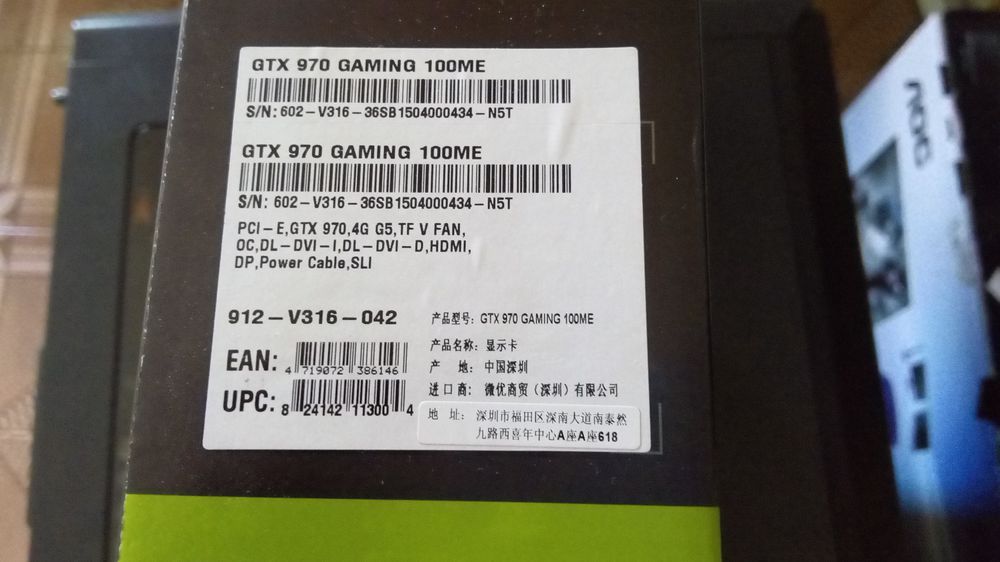 GTX 970 GAMING 100ME
S/N: 602-V316-36SB1504000434-N5T
GTX 970 GAMING 100ME
S/N: 602-V316-36SB1504000434-N5T
PCI-E,GTX 970,4G G5,TF V FAN,
OC,DL-DVI-I,DL-DVI-D,HDMI,
DP,Power Cable,SLI
912-V316-042
EAN: 4 719072 386146
UPC: 8 24142 11300 4
产品型号: GTX 970 GAMING 100ME
产品名称: 显示卡
产 地: 中国深圳
进口商: 微优商贸（深圳）有限公司
地 址: 深圳市福田区深南大道南泰然
九路西喜年中心A座A座618
AOC